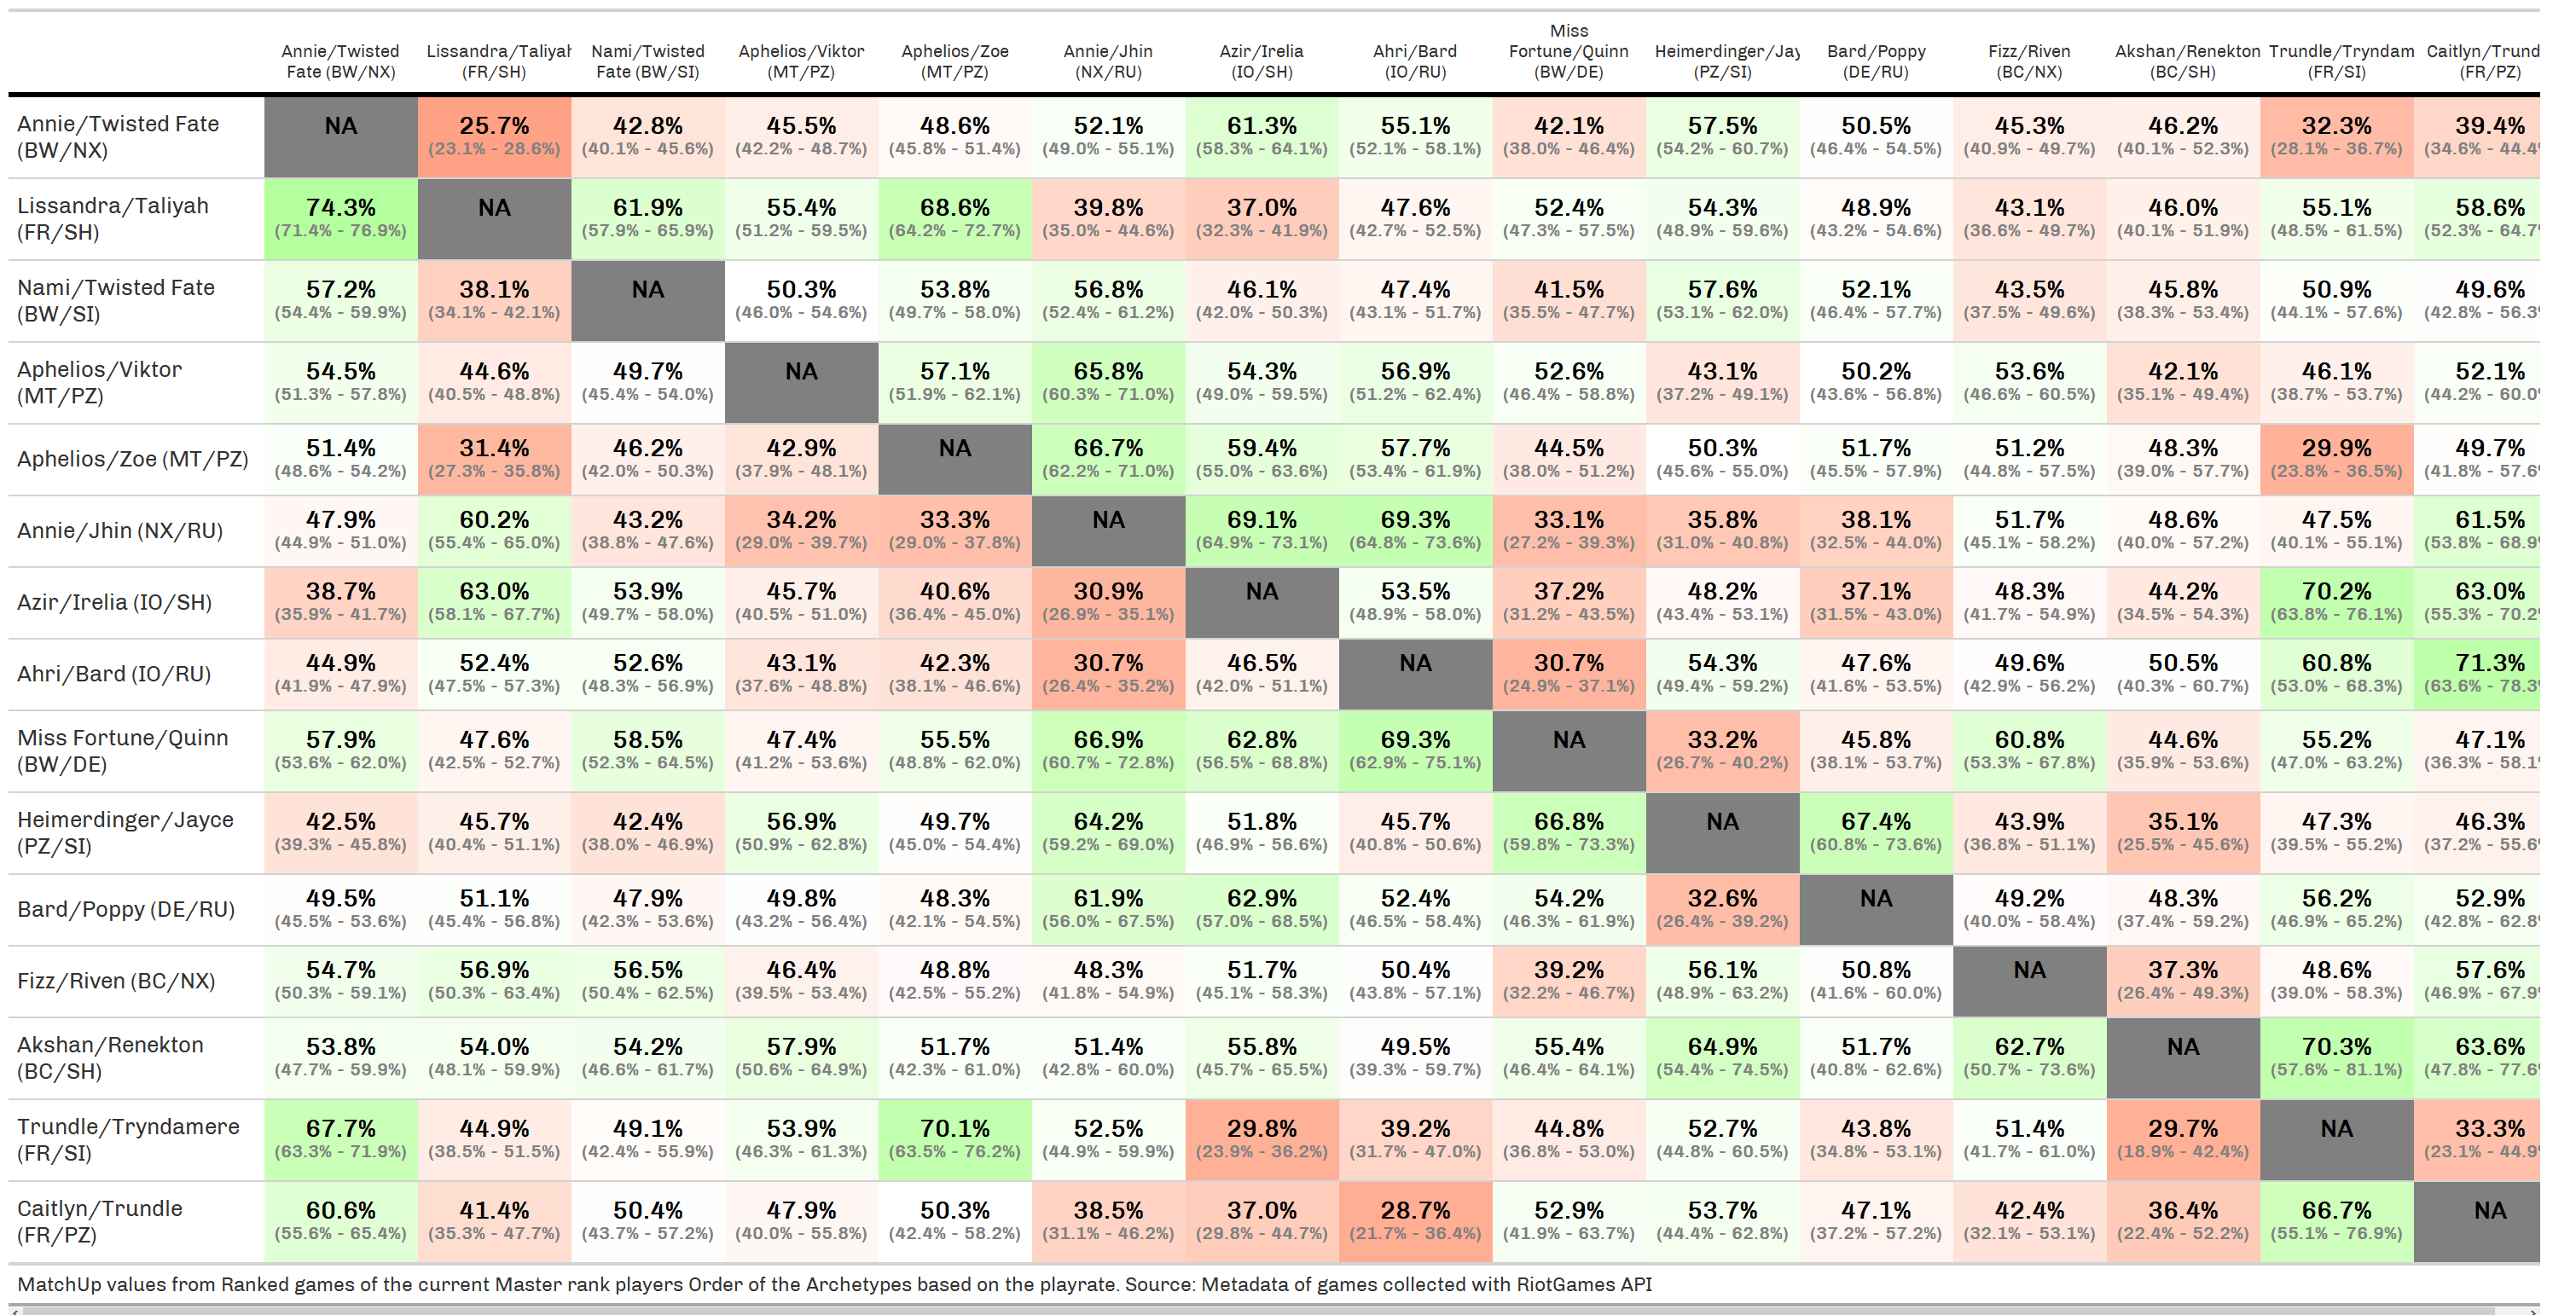 Miss
Annie/Twisted Lissandra/Taliyah Nami/Twisted Aphelios/Viktor Aphelios/Zoe Annie/Jhin Azir/Irelia Ahri/Bard Fortune/Quinn Heimerdinger/Jay Bard/Poppy Fizz/Riven Akshan/Renekton Trundle/Tryndam Caitlyn/Trund
Fate (BW/NX) (FR/SH) Fate (BW/SI) (MT/PZ) (MT/PZ) (NX/RU) (IO/SH) (IO/RU) (BW/DE) (PZ/SI) (DE/RU) (BC/NX) (BC/SH) (FR/SI) (FR/PZ)
Annie/Twisted Fate NA 25.7% 42.8% 45.5% 48.6% 52.1% 61.3% 55.1% 42.1% 57.5% 50.5% 45.3% 46.2% 32.3% 39.4%
(BW/NX) (23.1% - 28.6%) (40.1% - 45.6%) (42.2% - 48.7%) (45.8% - 51.4%) (49.0% - 55.1%) (58.3% - 64.1%) (52.1% - 58.1%) (38.0% - 46.4%) (54.2% - 60.7%) (46.4% - 54.5%) (40.9% - 49.7%) (40.1% - 52.3%) (28.1% - 36.7%) (34.6% - 44.4%
Lissandra/Taliyah 74.3% NA 61.9% 55.4% 68.6% 39.8% 37.0% 47.6% 52.4% 54.3% 48.9% 43.1% 46.0% 55.1% 58.6%
(FR/SH) (71.4% - 76.9%) (57.9% - 65.9%) (51.2% - 59.5%) (64.2% - 72.7%) (35.0% - 44.6%) (32.3% - 41.9%) (42.7% - 52.5%) (47.3% - 57.5%) (48.9% - 59.6%) (43.2% - 54.6%) (36.6% - 49.7%) (40.1% - 51.9%) (48.5% - 61.5%) (52.3% - 64.7%
Nami/Twisted Fate 57.2% 38.1% NA 50.3% 53.8% 56.8% 46.1% 47.4% 41.5% 57.6% 52.1% 43.5% 45.8% 50.9% 49.6%
(BW/SI) (54.4% - 59.9%) (34.1% - 42.1%) (46.0% - 54.6%) (49.7% - 58.0%) (52.4% - 61.2%) (42.0% - 50.3%) (43.1% - 51.7%) (35.5% - 47.7%) (53.1% - 62.0%) (46.4% - 57.7%) (37.5% - 49.6%) (38.3% - 53.4%) (44.1% - 57.6%) (42.8% - 56.3%
Aphelios/Viktor 54.5% 44.6% 49.7% NA 57.1% 65.8% 54.3% 56.9% 52.6% 43.1% 50.2% 53.6% 42.1% 46.1% 52.1%
(MT/PZ) (51.3% - 57.8%) (40.5% - 48.8%) (45.4% - 54.0%) (51.9% - 62.1%) (60.3% - 71.0%) (49.0% - 59.5%) (51.2% - 62.4%) (46.4% - 58.8%) (37.2% - 49.1%) (43.6% - 56.8%) (46.6% - 60.5%) (35.1% - 49.4%) (38.7% - 53.7%) (44.2% - 60.0%
Aphelios/Zoe (MT/PZ) 51.4% 31.4% 46.2% 42.9% NA 66.7% 59.4% 57.7% 44.5% 50.3% 51.7% 51.2% 48.3% 29.9% 49.7%
(48.6% - 54.2%) (27.3% - 35.8%) (42.0% - 50.3%) (37.9% - 48.1%) (62.2% - 71.0%) (55.0% - 63.6%) (53.4% - 61.9%) (38.0% - 51.2%) (45.6% - 55.0%) (45.5% - 57.9%) (44.8% - 57.5%) (39.0% - 57.7%) (23.8% - 36.5%) (41.8% - 57.6%
Annie/Jhin (NX/RU) 47.9% 60.2% 43.2% 34.2% 33.3% NA 69.1% 69.3% 33.1% 35.8% 38.1% 51.7% 48.6% 47.5% 61.5%
(44.9% - 51.0%) (55.4% - 65.0%) (38.8% - 47.6%) (29.0% - 39.7%) (29.0% - 37.8%) (64.9% - 73.1%) (64.8% - 73.6%) (27.2% - 39.3%) (31.0% - 40.8%) (32.5% - 44.0%) (45.1% - 58.2%) (40.0% - 57.2%) (40.1% - 55.1%) (53.8% - 68.9%
Azir/Irelia (IO/SH) 38.7% 63.0% 53.9% 45.7% 40.6% 30.9% NA 53.5% 37.2% 48.2% 37.1% 48.3% 44.2% 70.2% 63.0%
(35.9% - 41.7%) (58.1% - 67.7%) (49.7% - 58.0%) (40.5% - 51.0%) (36.4% - 45.0%) (26.9% - 35.1%) (48.9% - 58.0%) (31.2% - 43.5%) (43.4% - 53.1%) (31.5% - 43.0%) (41.7% - 54.9%) (34.5% - 54.3%) (63.8% - 76.1%) (55.3% - 70.2%
Ahri/Bard (IO/RU) 44.9% 52.4% 52.6% 43.1% 42.3% 30.7% 46.5% NA 30.7% 54.3% 47.6% 49.6% 50.5% 60.8% 71.3%
(41.9% - 47.9%) (47.5% - 57.3%) (48.3% - 56.9%) (37.6% - 48.8%) (38.1% - 46.6%) (26.4% - 35.2%) (42.0% - 51.1%) (24.9% - 37.1%) (49.4% - 59.2%) (41.6% - 53.5%) (42.9% - 56.2%) (40.3% - 60.7%) (53.0% - 68.3%) (63.6% - 78.3%
Miss Fortune/Quinn 57.9% 47.6% 58.5% 47.4% 55.5% 66.9% 62.8% 69.3% NA 33.2% 45.8% 60.8% 44.6% 55.2% 47.1%
(BW/DE) (53.6% - 62.0%) (42.5% - 52.7%) (52.3% - 64.5%) (41.2% - 53.6%) (48.8% - 62.0%) (60.7% - 72.8%) (56.5% - 68.8%) (62.9% - 75.1%) (26.7% - 40.2%) (38.1% - 53.7%) (53.3% - 67.8%) (35.9% - 53.6%) (47.0% - 63.2%) (36.3% - 58.1%
Heimerdinger/Jayce 42.5% 45.7% 42.4% 56.9% 49.7% 64.2% 51.8% 45.7% 66.8% NA 67.4% 43.9% 35.1% 47.3% 46.3%
(PZ/SI) (39.3% - 45.8%) (40.4% - 51.1%) (38.0% - 46.9%) (50.9% - 62.8%) (45.0% - 54.4%) (59.2% - 69.0%) (46.9% - 56.6%) (40.8% - 50.6%) (59.8% - 73.3%) (60.8% - 73.6%) (36.8% - 51.1%) (25.5% - 45.6%) (39.5% - 55.2%) (37.2% - 55.6%
Bard/Poppy (DE/RU) 49.5% 51.1% 47.9% 49.8% 48.3% 61.9% 62.9% 52.4% 54.2% 32.6% NA 49.2% 48.3% 56.2% 52.9%
(45.5% - 53.6%) (45.4% - 56.8%) (42.3% - 53.6%) (43.2% - 56.4%) (42.1% - 54.5%) (56.0% - 67.5%) (57.0% - 68.5%) (46.5% - 58.4%) (46.3% - 61.9%) (26.4% - 39.2%) (40.0% - 58.4%) (37.4% - 59.2%) (46.9% - 65.2%) (42.8% - 62.8%
Fizz/Riven (BC/NX) 54.7% 56.9% 56.5% 46.4% 48.8% 48.3% 51.7% 50.4% 39.2% 56.1% 50.8% NA 37.3% 48.6% 57.6%
(50.3% - 59.1%) (50.3% - 63.4%) (50.4% - 62.5%) (39.5% - 53.4%) (42.5% - 55.2%) (41.8% - 54.9%) (45.1% - 58.3%) (43.8% - 57.1%) (32.2% - 46.7%) (48.9% - 63.2%) (41.6% - 60.0%) (26.4% - 49.3%) (39.0% - 58.3%) (46.9% - 67.9%
Akshan/Renekton 53.8% 54.0% 54.2% 57.9% 51.7% 51.4% 55.8% 49.5% 55.4% 64.9% 51.7% 62.7% NA 70.3% 63.6%
(BC/SH) (47.7% - 59.9%) (48.1% - 59.9%) (46.6% - 61.7%) (50.6% - 64.9%) (42.3% - 61.0%) (42.8% - 60.0%) (45.7% - 65.5%) (39.3% - 59.7%) (46.4% - 64.1%) (54.4% - 74.5%) (40.8% - 62.6%) (50.7% - 73.6%) (57.6% - 81.1%) (47.8% - 77.6%
Trundle/Tryndamere 67.7% 44.9% 49.1% 53.9% 70.1% 52.5% 29.8% 39.2% 44.8% 52.7% 43.8% 51.4% 29.7% NA 33.3%
(FR/SI) (63.3% - 71.9%) (38.5% - 51.5%) (42.4% - 55.9%) (46.3% - 61.3%) (63.5% - 76.2%) (44.9% - 59.9%) (23.9% - 36.2%) (31.7% - 47.0%) (36.8% - 53.0%) (44.8% - 60.5%) (34.8% - 53.1%) (41.7% - 61.0%) (18.9% - 42.4%) (23.1% - 44.9%
Caitlyn/Trundle 60.6% 41.4% 50.4% 47.9% 50.3% 38.5% 37.0% 28.7% 52.9% 53.7% 47.1% 42.4% 36.4% 66.7% NA
(FR/PZ) (55.6% - 65.4%) (35.3% - 47.7%) (43.7% - 57.2%) (40.0% - 55.8%) (42.4% - 58.2%) (31.1% - 46.2%) (29.8% - 44.7%) (21.7% - 36.4%) (41.9% - 63.7%) (44.4% - 62.8%) (37.2% - 57.2%) (32.1% - 53.1%) (22.4% - 52.2%) (55.1% - 76.9%)
MatchUp values from Ranked games of the current Master rank players Order of the Archetypes based on the playrate. Source: Metadata of games collected with RiotGames API